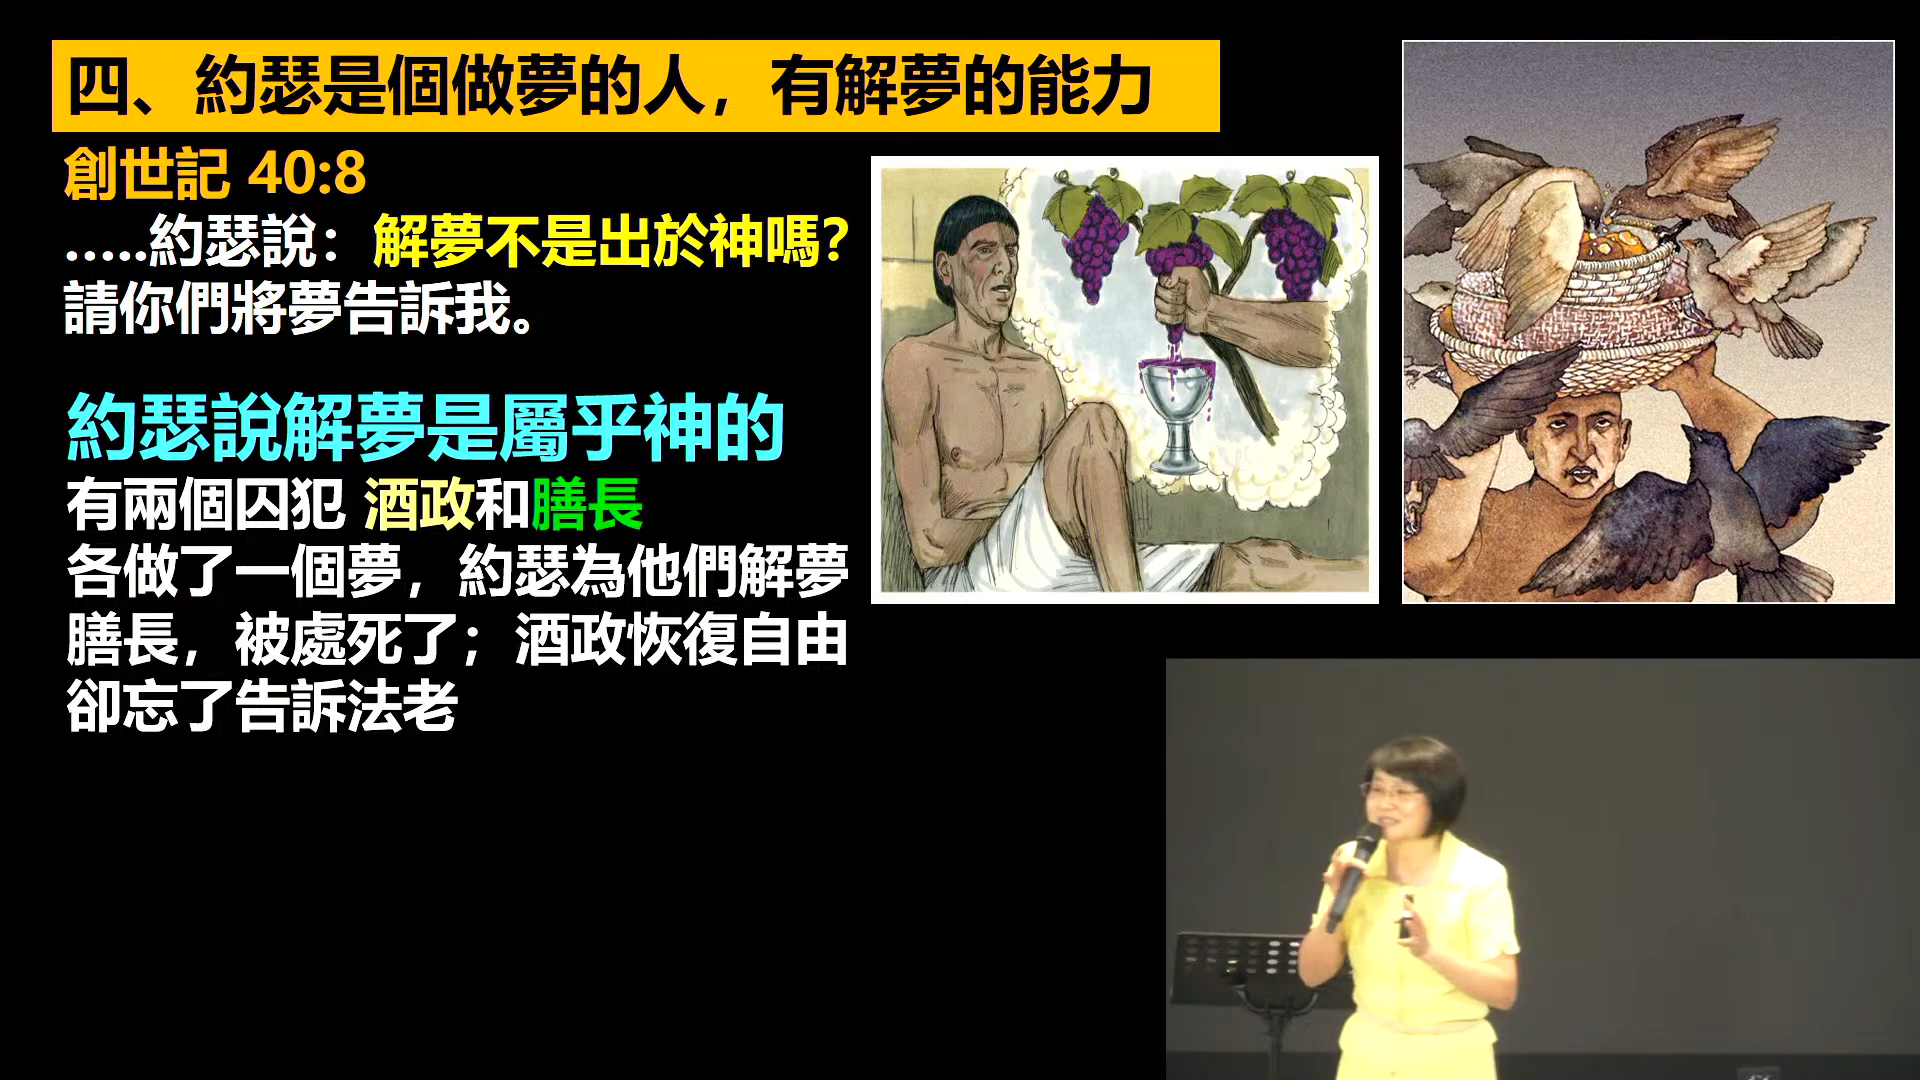 四、約瑟是個做夢的人，有解夢的能力
創世記 40:8
.....約瑟說：解夢不是出於神嗎？
請你們將夢告訴我。
約瑟說解夢是屬乎神的
有兩個囚犯 酒政和膳長
各做了一個夢，約瑟為他們解夢
膳長，被處死了；酒政恢復自由
卻忘了告訴法老